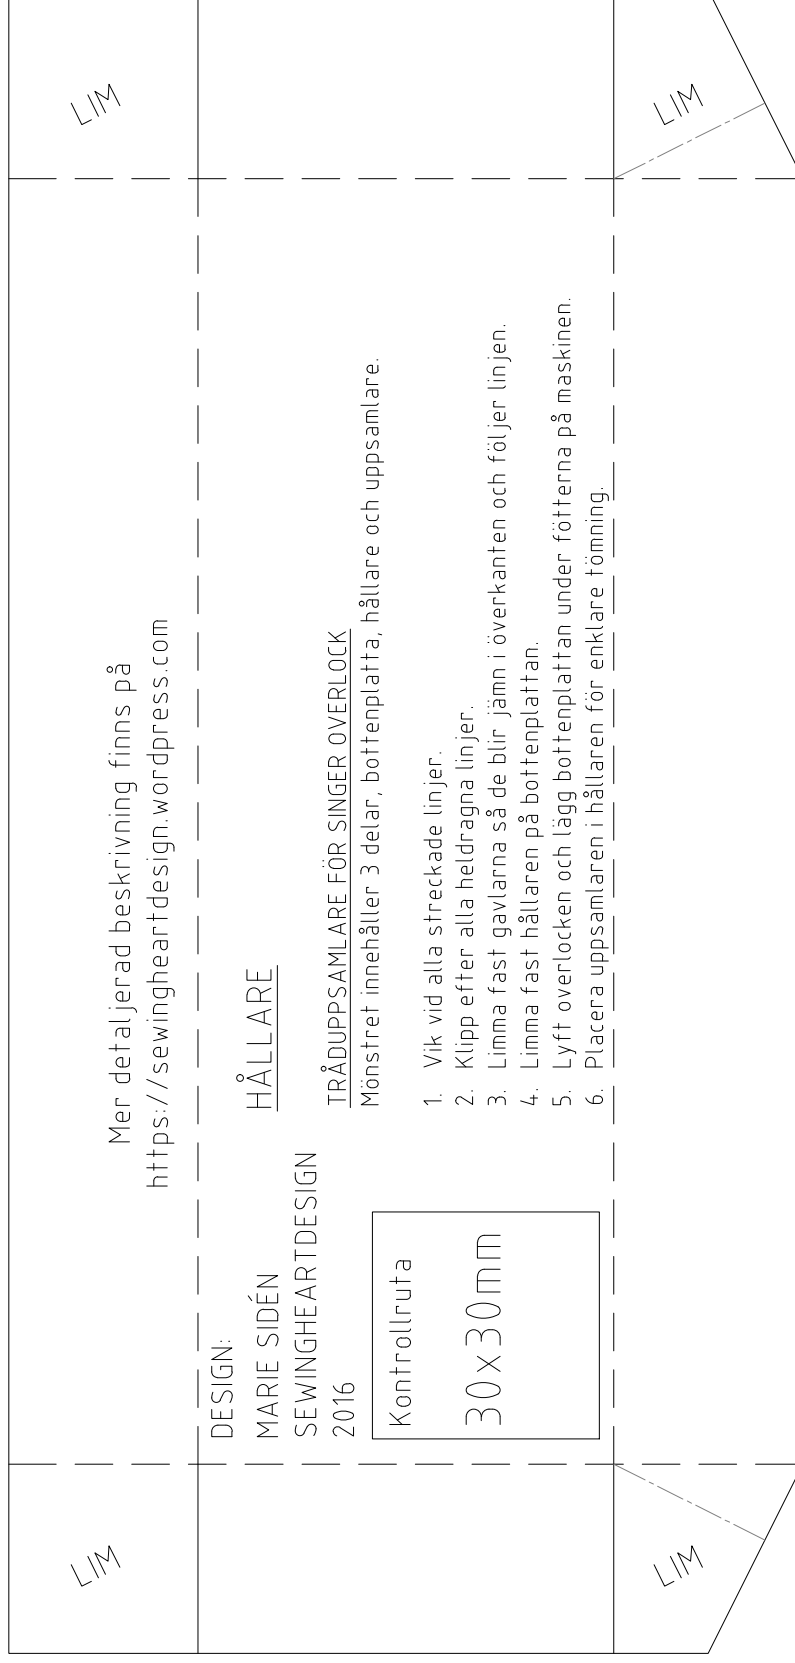 LIM
LIM
Mer detaljerad beskrivning finns på
https://sewingheartdesign.wordpress.com
DESIGN:
MARIE SIDÉN
SEWINGHEARTDESIGN
2016
HÅLLARE
TRÅDUPPSAMLARE FÖR SINGER OVERLOCK
Mönstret innehåller 3 delar, bottenplatta, hållare och uppsamlare.
1. Vik vid alla streckade linjer.
2. Klipp efter alla heldragna linjer.
3. Limma fast gavlarna så de blir jämn i överkanten och följer linjen.
4. Limma fast hållaren på bottenplattan.
5. Lyft overlocken och lägg bottenplattan under fötterna på maskinen.
6. Placera uppsamlaren i hållaren för enklare tömning.
Kontrollruta
30x30mm
LIM
LIM